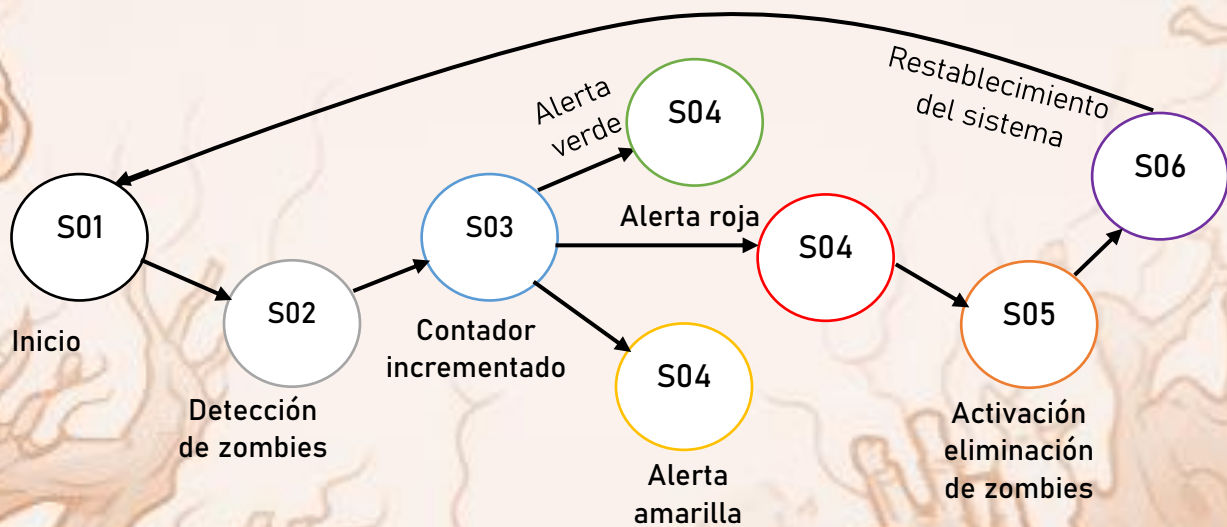 Restablecimiento
del sistema
Alerta
verde
S04
S06
S01
S03
Alerta roja
S04
S02
S05
Inicio
Contador
incrementado
S04
Detección
de zombies
Activación
eliminación
de zombies
Alerta
amarilla